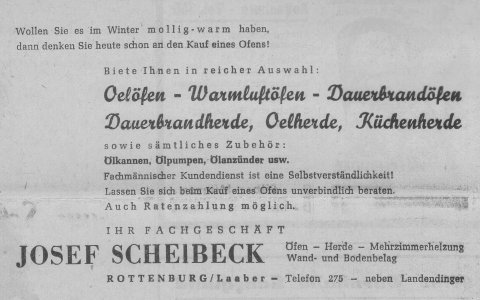 Wollen Sie es im Winter mollig-warm haben,
dann denken Sie heute schon an den Kauf eines Ofens!
Biete Ihnen in reicher Auswahl:
Oelöfen - Warmluftöfen - Dauerbrandöfen
Dauerbrandherde, Oelherde, Küchenherde
sowie sämtliches Zubehör:
Ölkannen, Ölpumpen, Ölanzünder usw.
Fachmännischer Kundendienst ist eine Selbstverständlichkeit!
Lassen Sie sich beim Kauf eines Ofens unverbindlich beraten.
Auch Ratenzahlung möglich.
IHR FACHGESCHÄFT
JOSEF SCHEIBECK
Öfen – Herde – Mehrzimmerheizung
Wand- und Bodenbelag
ROTTENBURG/Laaber – Telefon 275 – neben Landendinger